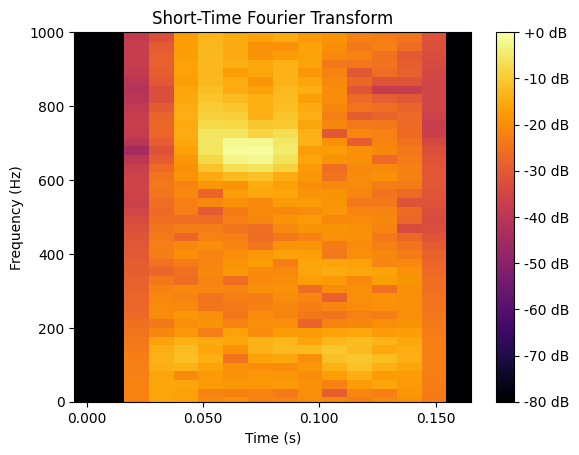 Short-Time Fourier Transform
1000
800
600
400
200
0
Frequency (Hz)
0.000
0.050
0.100
0.150
Time (s)
+0 dB
-10 dB
-20 dB
-30 dB
-40 dB
-50 dB
-60 dB
-70 dB
-80 dB